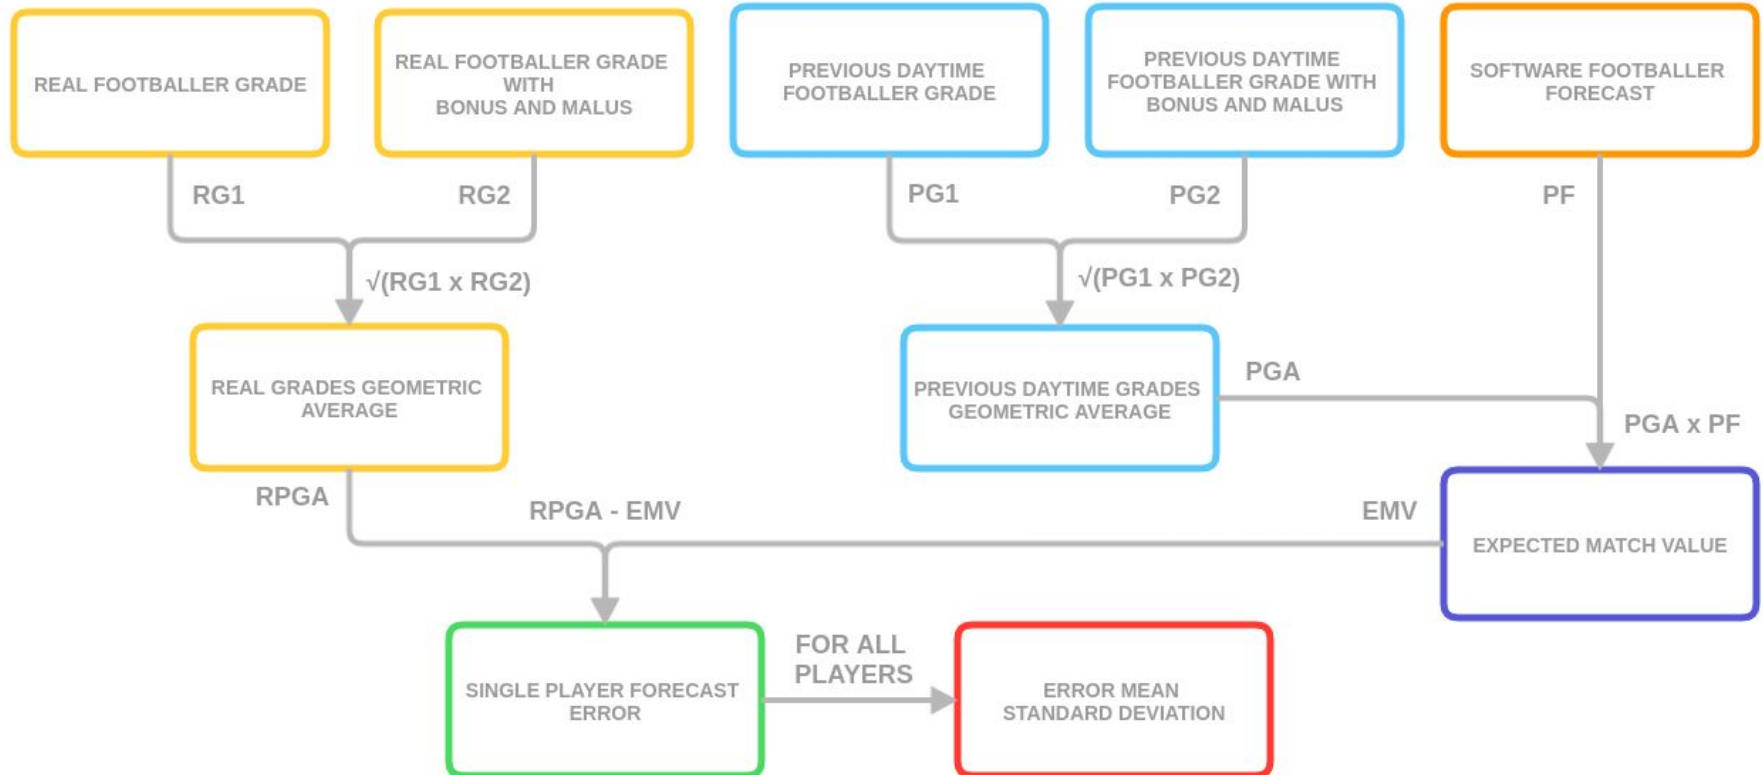 REAL FOOTBALLER GRADE
REAL FOOTBALLER GRADE
WITH
BONUS AND MALUS
PREVIOUS DAYTIME
FOOTBALLER GRADE
PREVIOUS DAYTIME
FOOTBALLER GRADE WITH
BONUS AND MALUS
SOFTWARE FOOTBALLER
FORECAST
RG1
RG2
PG1
PG2
PF
√(RG1 x RG2)
√(PG1 x PG2)
REAL GRADES GEOMETRIC
AVERAGE
PREVIOUS DAYTIME GRADES
GEOMETRIC AVERAGE
PGA
PGA x PF
RPGA
RPGA - EMV
EMV
EXPECTED MATCH VALUE
SINGLE PLAYER FORECAST
ERROR
FOR ALL
PLAYERS
ERROR MEAN
STANDARD DEVIATION